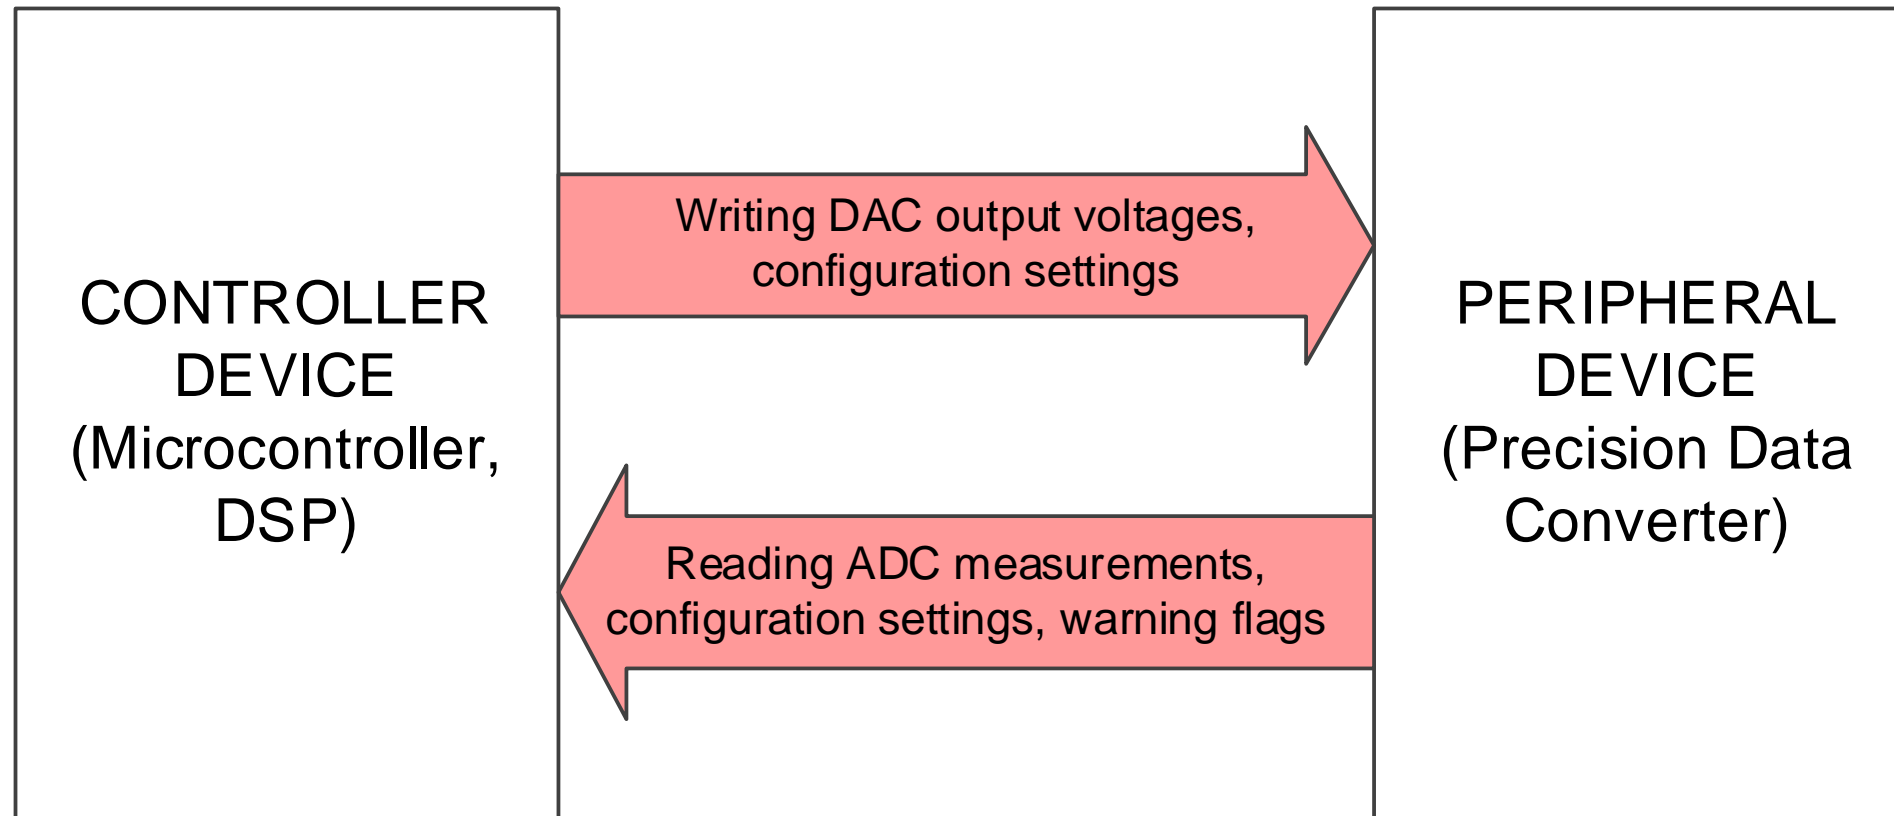 CONTROLLER
DEVICE
(Microcontroller,
DSP)
Writing DAC output voltages,
configuration settings
Reading ADC measurements,
configuration settings, warning flags
PERIPHERAL
DEVICE
(Precision Data
Converter)